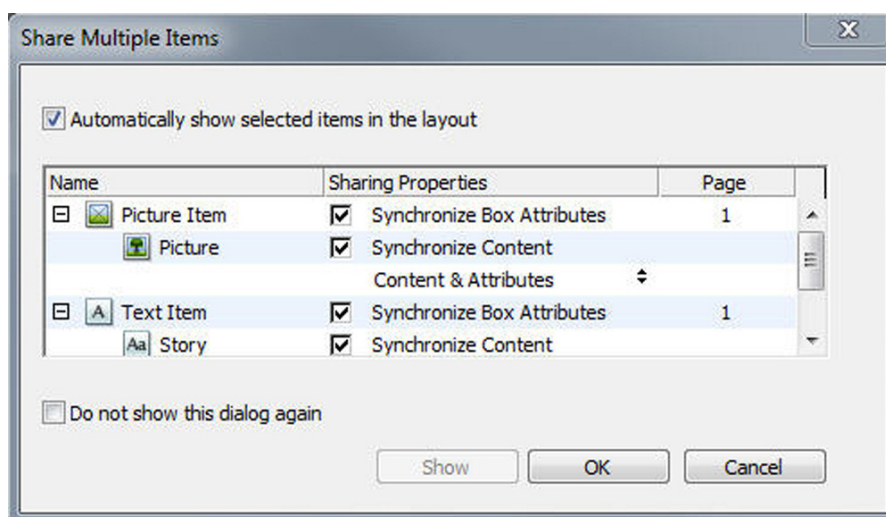 Share Multiple Items
Automatically show selected items in the layout
Name Sharing Properties Page
Picture Item Synchronize Box Attributes 1
Picture Synchronize Content
Content & Attributes
A Text Item Synchronize Box Attributes 1
Aa Story Synchronize Content
Do not show this dialog again
Show OK Cancel